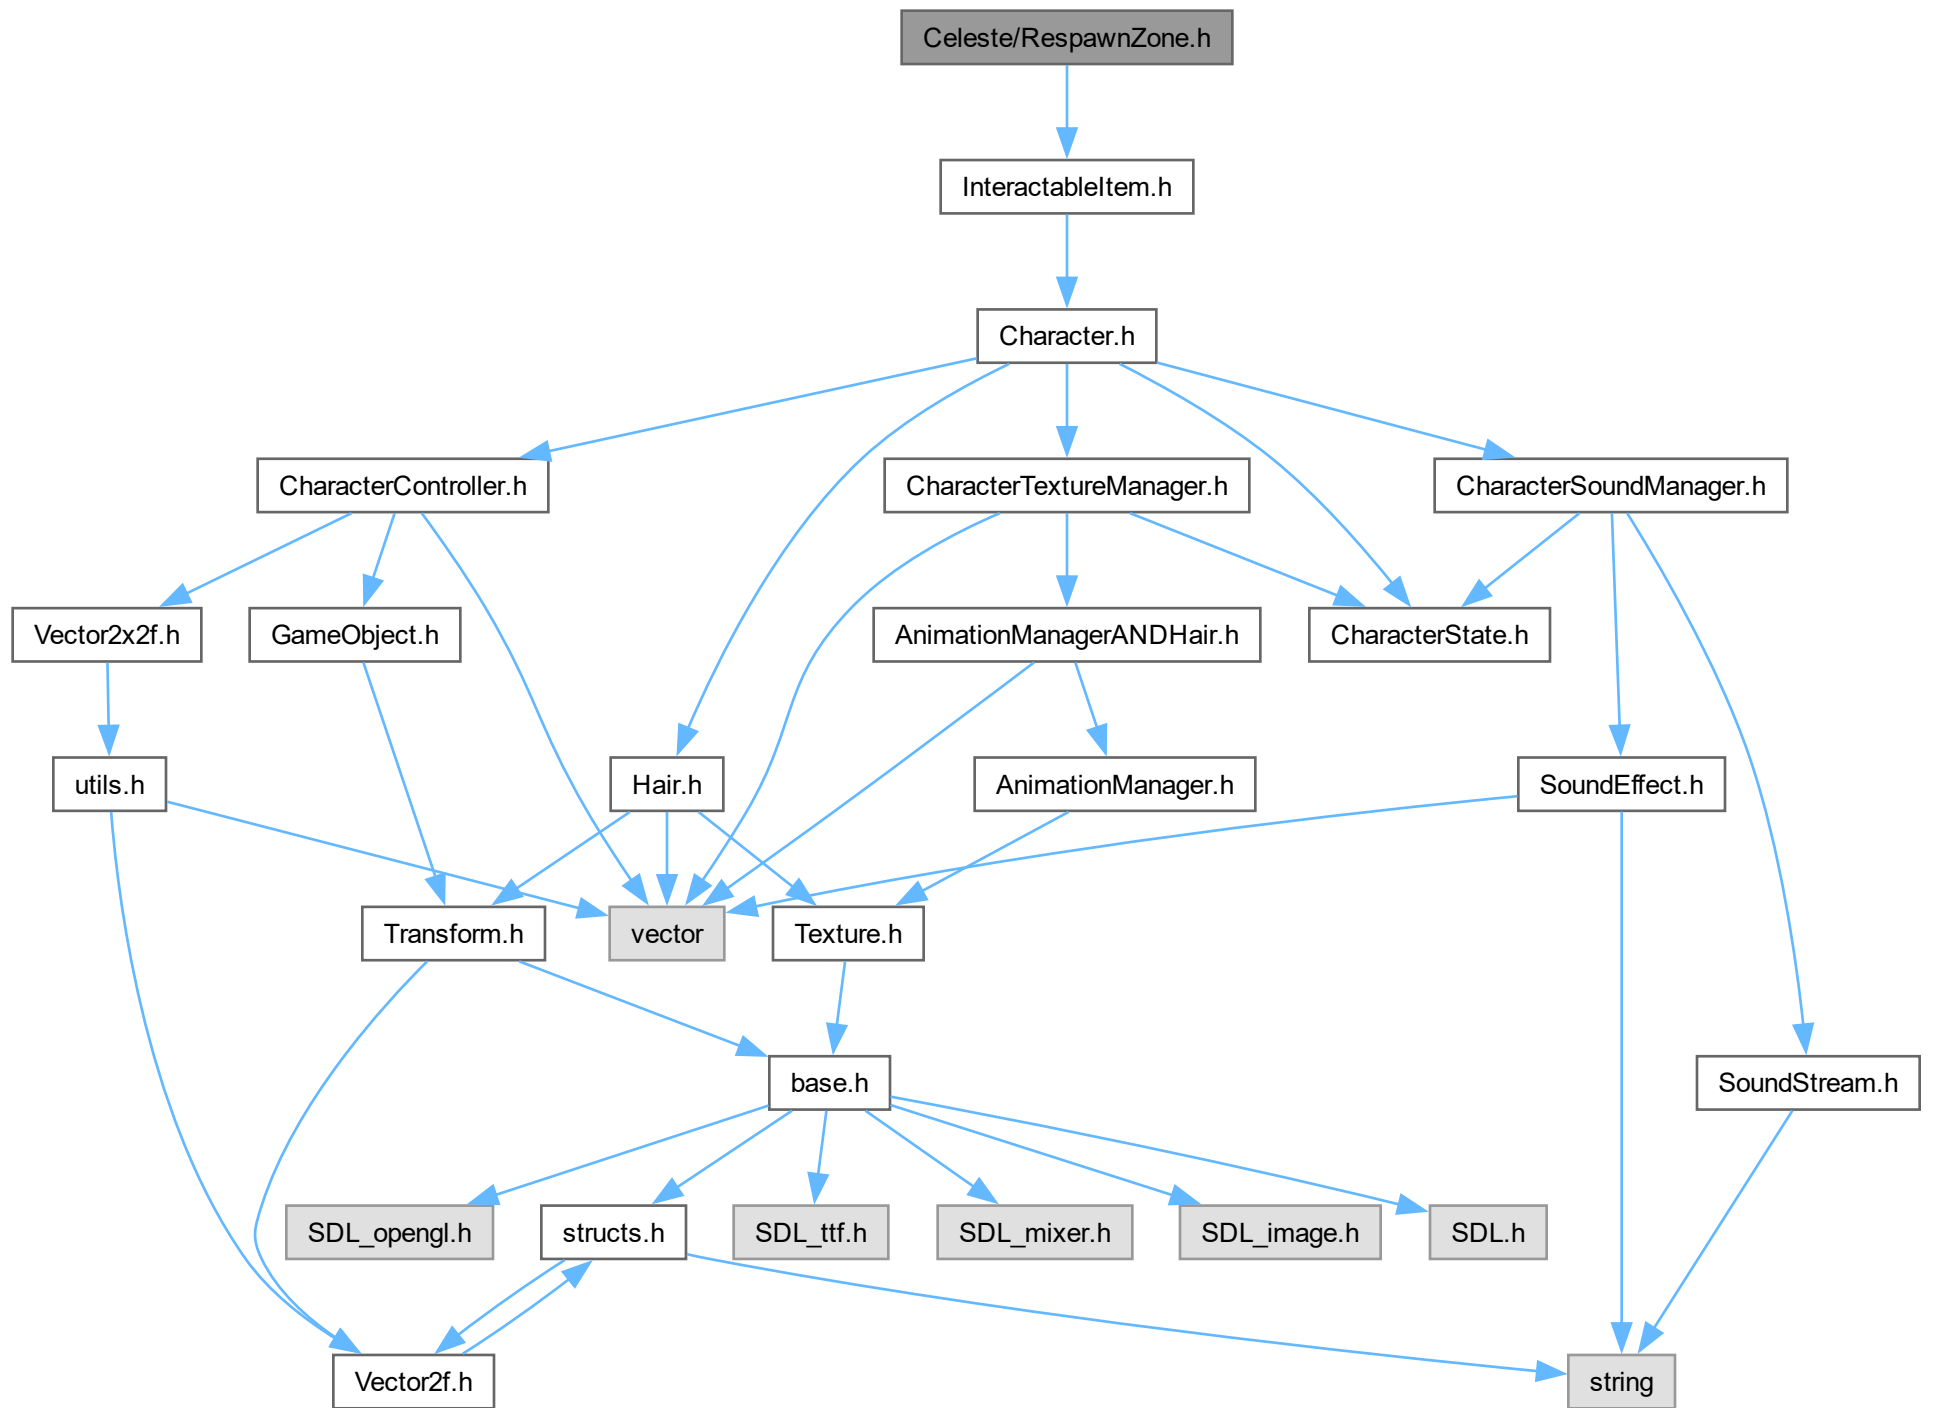 Celeste/RespawnZone.h
InteractableItem.h
Character.h
CharacterController.h
CharacterTextureManager.h
CharacterSoundManager.h
Vector2x2f.h
GameObject.h
AnimationManagerANDHair.h
CharacterState.h
utils.h
Hair.h
AnimationManager.h
SoundEffect.h
Transform.h
vector
Texture.h
base.h
SoundStream.h
SDL_opengl.h
structs.h
SDL_ttf.h
SDL_mixer.h
SDL_image.h
SDL.h
Vector2f.h
string